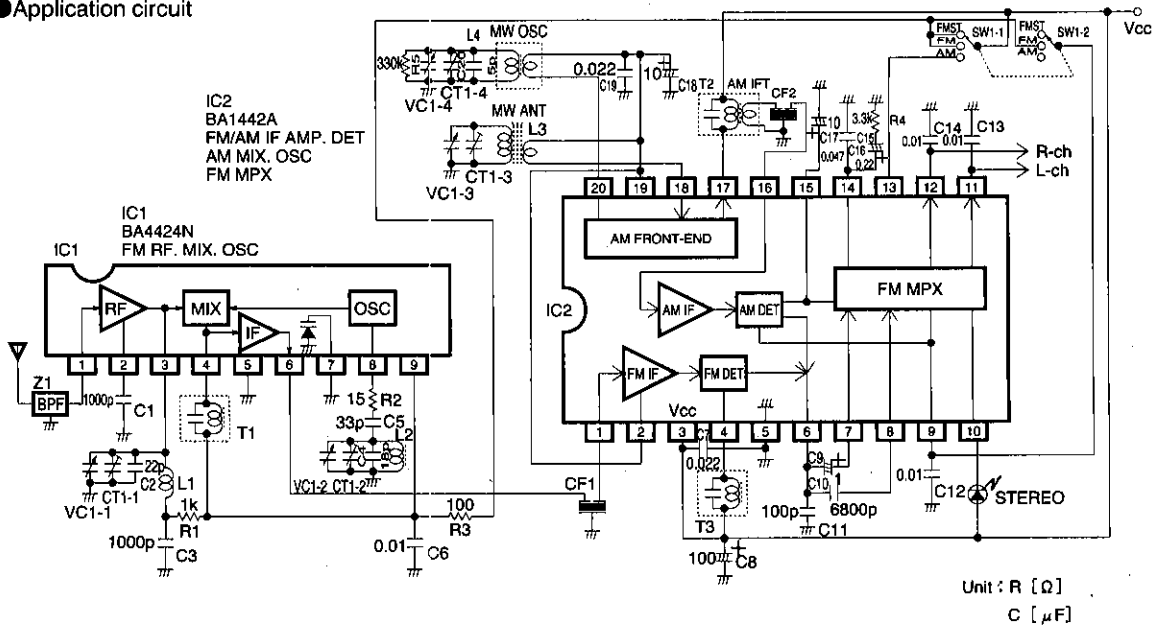 ●Application circuit
Vcc
FMST
FM
AM
SW1-1
FMST
FM
AM
SW1-2
L4
MW OSC
330k
R5
C20
5p
VC1-4
CT1-4
0.022
C19
10
C18
T2
AM IFT
CF2
MW ANT
L3
VC1-3
CT1-3
10
C17
0.047
3.3k
R4
C15
C16
0.22
C14
0.01
C13
0.01
R-ch
L-ch
IC2
BA1442A
FM/AM IF AMP. DET
AM MIX. OSC
FM MPX
20
19
18
17
16
15
14
13
12
11
AM FRONT-END
FM MPX
AM IF
AM DET
IC2
FM IF
FM DET
Vcc
1
2
3
4
5
6
7
8
9
10
IC1
BA4424N
FM RF. MIX. OSC
IC1
RF
MIX
OSC
IF
1
2
3
4
5
6
7
8
9
Z1
BPF
1000p
C1
T1
15
R2
33p
C5
L2
C4
18p
VC1-2
CT1-2
22p
C2
CT1-1
VC1-1
L1
1k
R1
1000p
C3
0.01
C6
100
R3
CF1
C7
0.022
T3
100
C8
C9
1
C10
6800p
100p
C11
0.01
C12
STEREO
Unit : R [Ω]
C [μF]